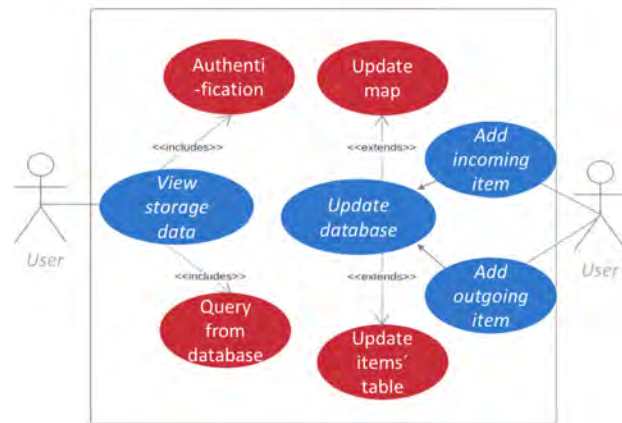 Authenti
-fication
Update
map
<<includes>>
<<extends>>
Add
incoming
item
View
storage
data
Update
database
User
User
<<includes>>
<<extends>>
Add
outgoing
item
Query
from
database
Update
items´
table